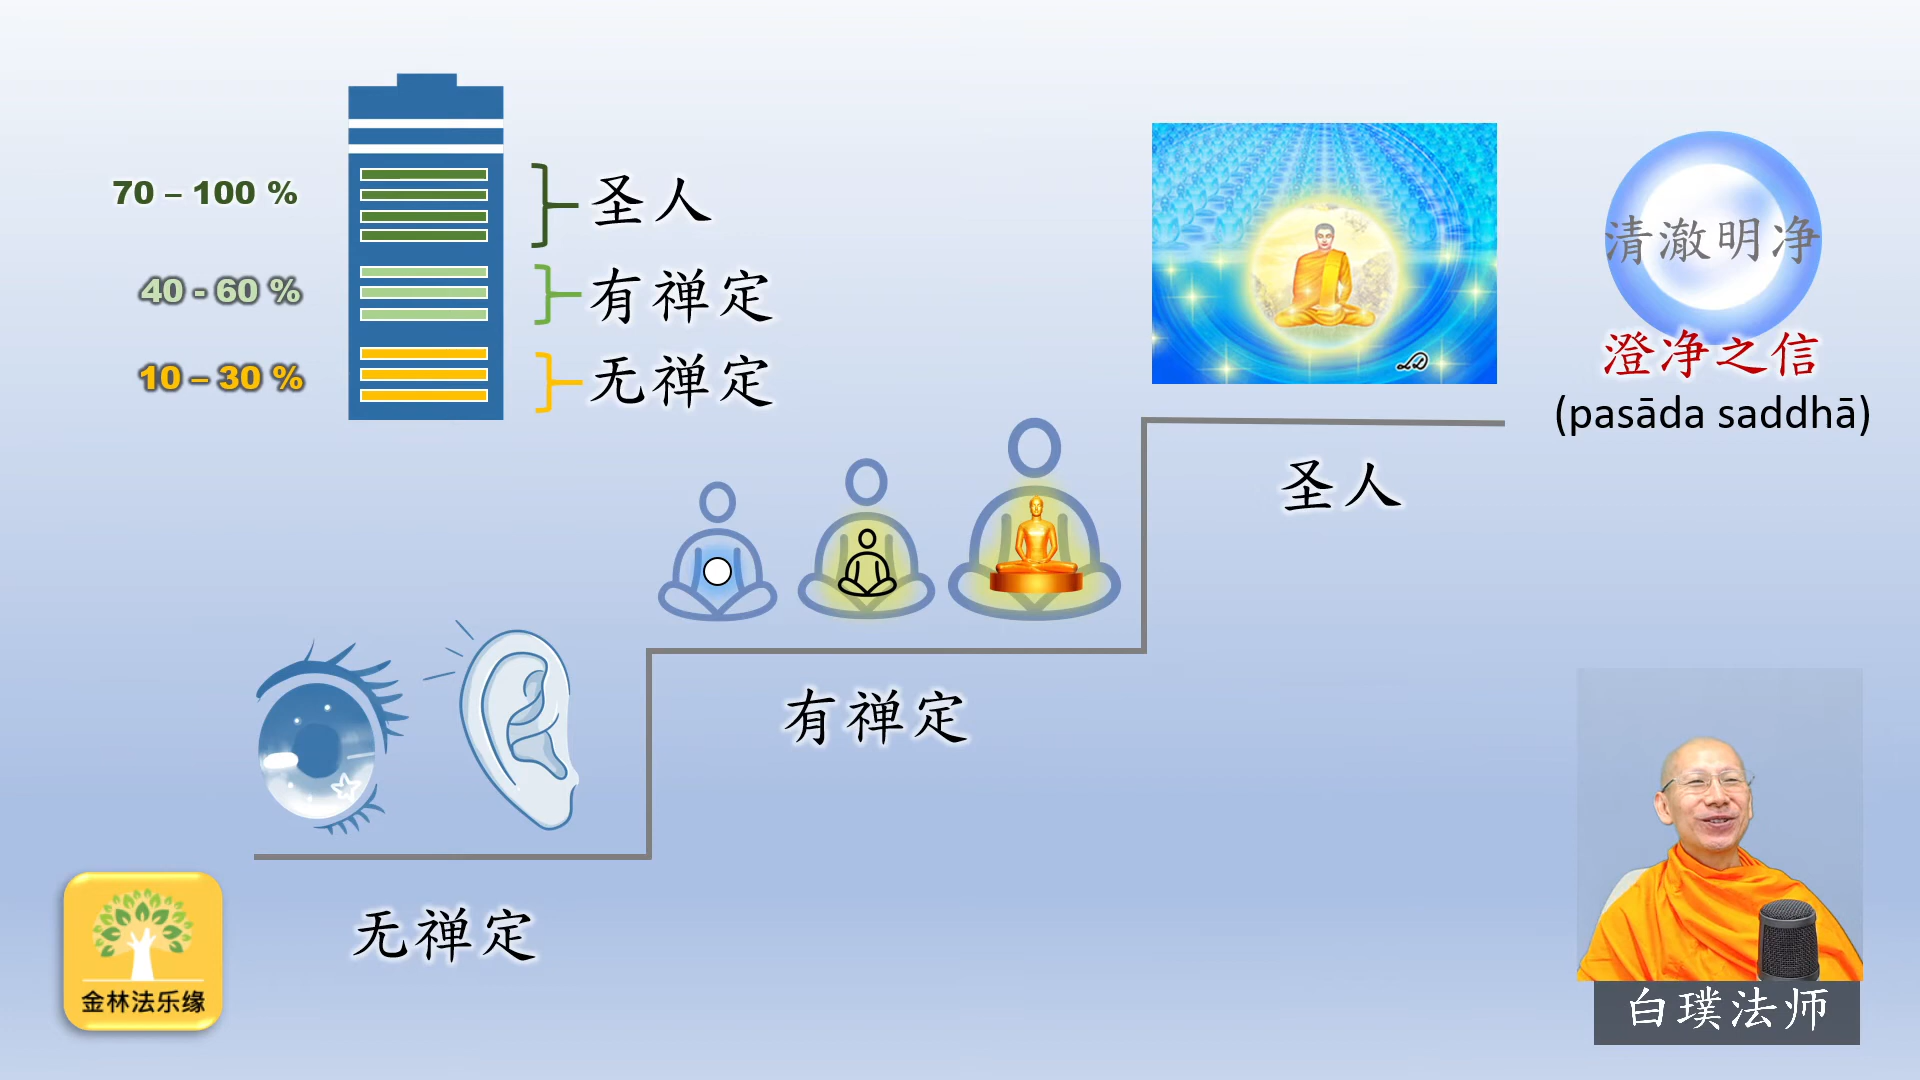 70 – 100 %
圣人
40 - 60 %
有禅定
10 – 30 %
无禅定
清澈明净
澄净之信
(pasāda saddhā)
圣人
有禅定
无禅定
金林法乐缘
白璞法师